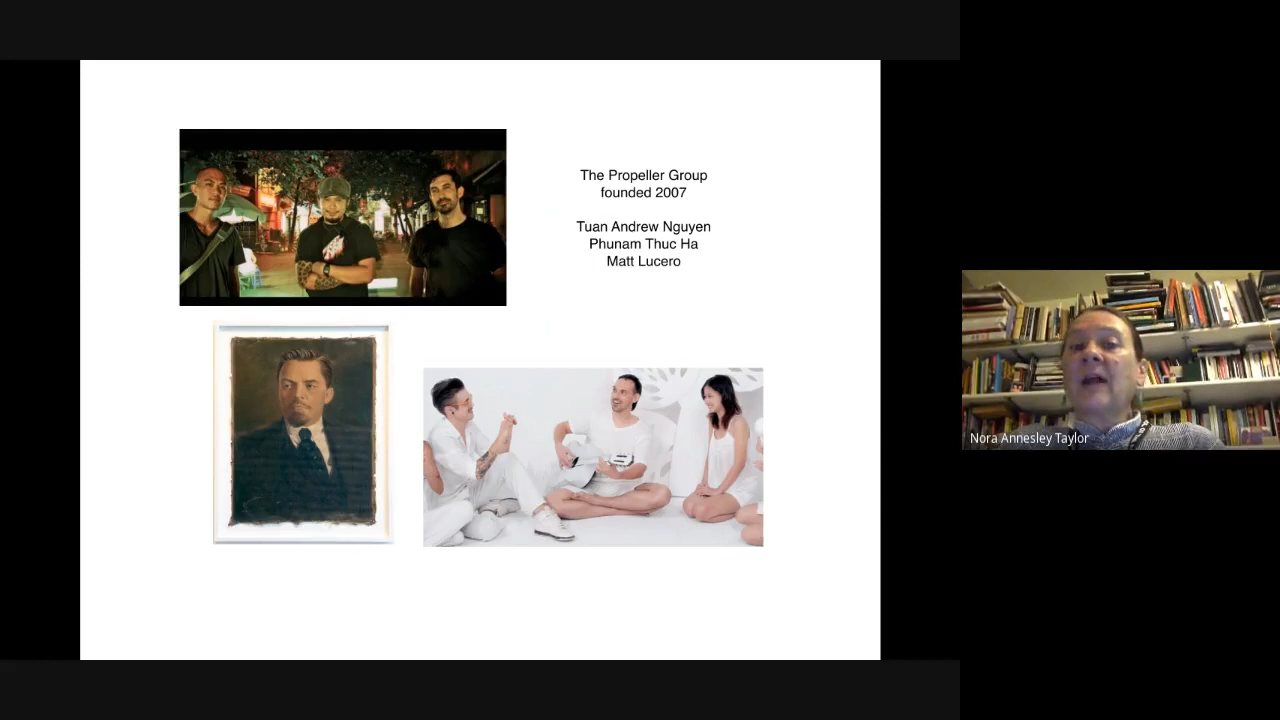 The Propeller Group
founded 2007
Tuan Andrew Nguyen
Phunam Thuc Ha
Matt Lucero
Nora Annesley Taylor